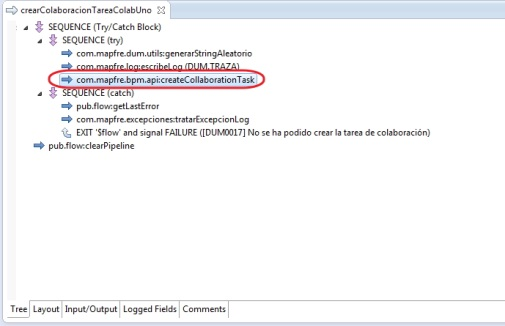 crearColaboracionTareaColabUno
SEQUENCE (Try/Catch Block)
SEQUENCE (try)
com.mapfre.dum.utils:generarStringAleatorio
com.mapfre.log:escribeLog (DUM.TRAZA)
com.mapfre.bpm.api:createCollaborationTask
SEQUENCE (catch)
pub.flow:getLastError
com.mapfre.excepciones:tratarExcepcionLog
EXIT '$flow' and signal FAILURE ([DUM0017] No se ha podido crear la tarea de colaboración)
pub.flow:clearPipeline
Tree Layout Input/Output Logged Fields Comments